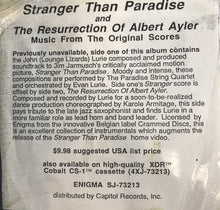 Stranger Than Paradise
and
The Resurrection Of Albert Ayler
Music From The Original Scores
Previously unavailable, side one of this album contains
the John (Lounge Lizards) Lurie composed and
produced soundtrack to Jim Jarmusch's critically acclaimed motion
picture, Stranger Than Paradise. Moody and intense, these
compositions are performed by The Paradise String Quartet
and orchestrated by Evan Lurie. Side one's Stranger score is
offset by side two, The Resurrection Of Albert Ayler.
Composed and recorded by Lurie for a soon-to-be-realized
dance production choreographed by Karole Armitage, this side
pays tribute to the late jazz saxophonist and finds Lurie in a
more familiar role as lead horn and band leader. Licensed by
Enigma from the innovative Belgian label Crammed Discs, this is
an excellent collection of instrumentals which augments the
release of the Stranger Than Paradise home video.
$9.98 suggested USA list price
also available on high-quality XDR™
Cobalt CS-1™ cassette (4XJ-73213)
ENIGMA SJ-73213
distributed by Capitol Records, Inc.